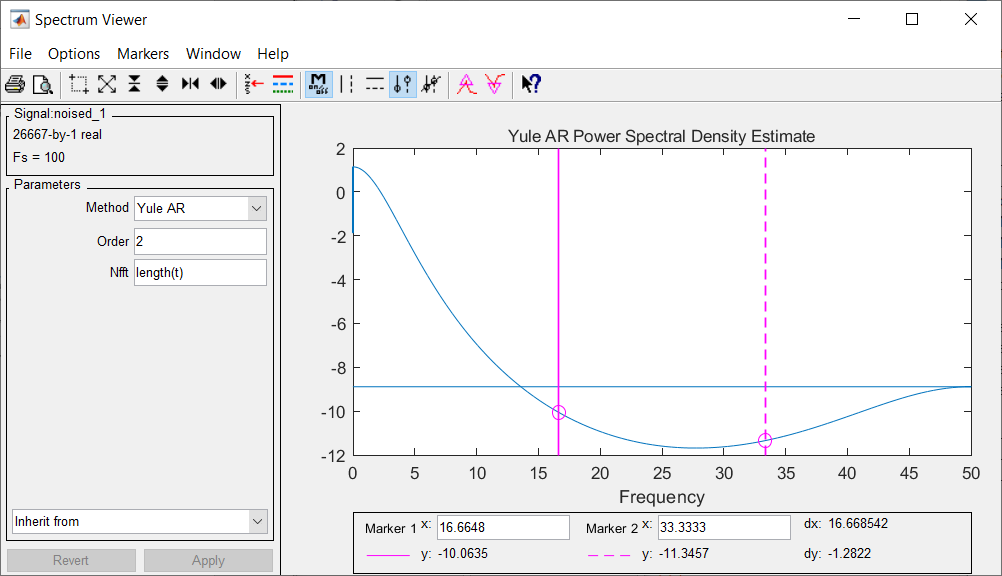 Spectrum Viewer
File Options Markers Window Help
M
on/off
Signal:noised_1
26667-by-1 real
Fs = 100
Parameters
Method Yule AR
Order 2
Nfft length(t)
Inherit from
Revert Apply
Yule AR Power Spectral Density Estimate
2
0
-2
-4
-6
-8
-10
-12
0 5 10 15 20 25 30 35 40 45 50
Frequency
Marker 1 x: 16.6648 Marker 2 x: 33.3333 dx: 16.668542
y: -10.0635 y: -11.3457 dy: -1.2822